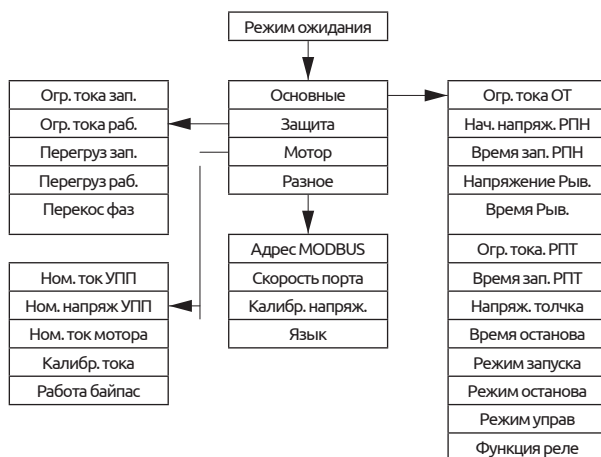 Режим ожидания
Основные
Защита
Мотор
Разное
Огр. тока зап.
Огр. тока раб.
Перегруз зап.
Перегруз раб.
Перекос фаз
Ном. ток УПП
Ном. напряж УПП
Ном. ток мотора
Калибр. тока
Работа байпас
Адрес MODBUS
Скорость порта
Калибр. напряж.
Язык
Огр. тока ОТ
Нач. напряж. РПН
Время зап. РПН
Напряжение Рыв.
Время Рыв.
Огр. тока. РПТ
Время зап. РПТ
Напряж. толчка
Время останова
Режим запуска
Режим останова
Режим управ
Функция реле